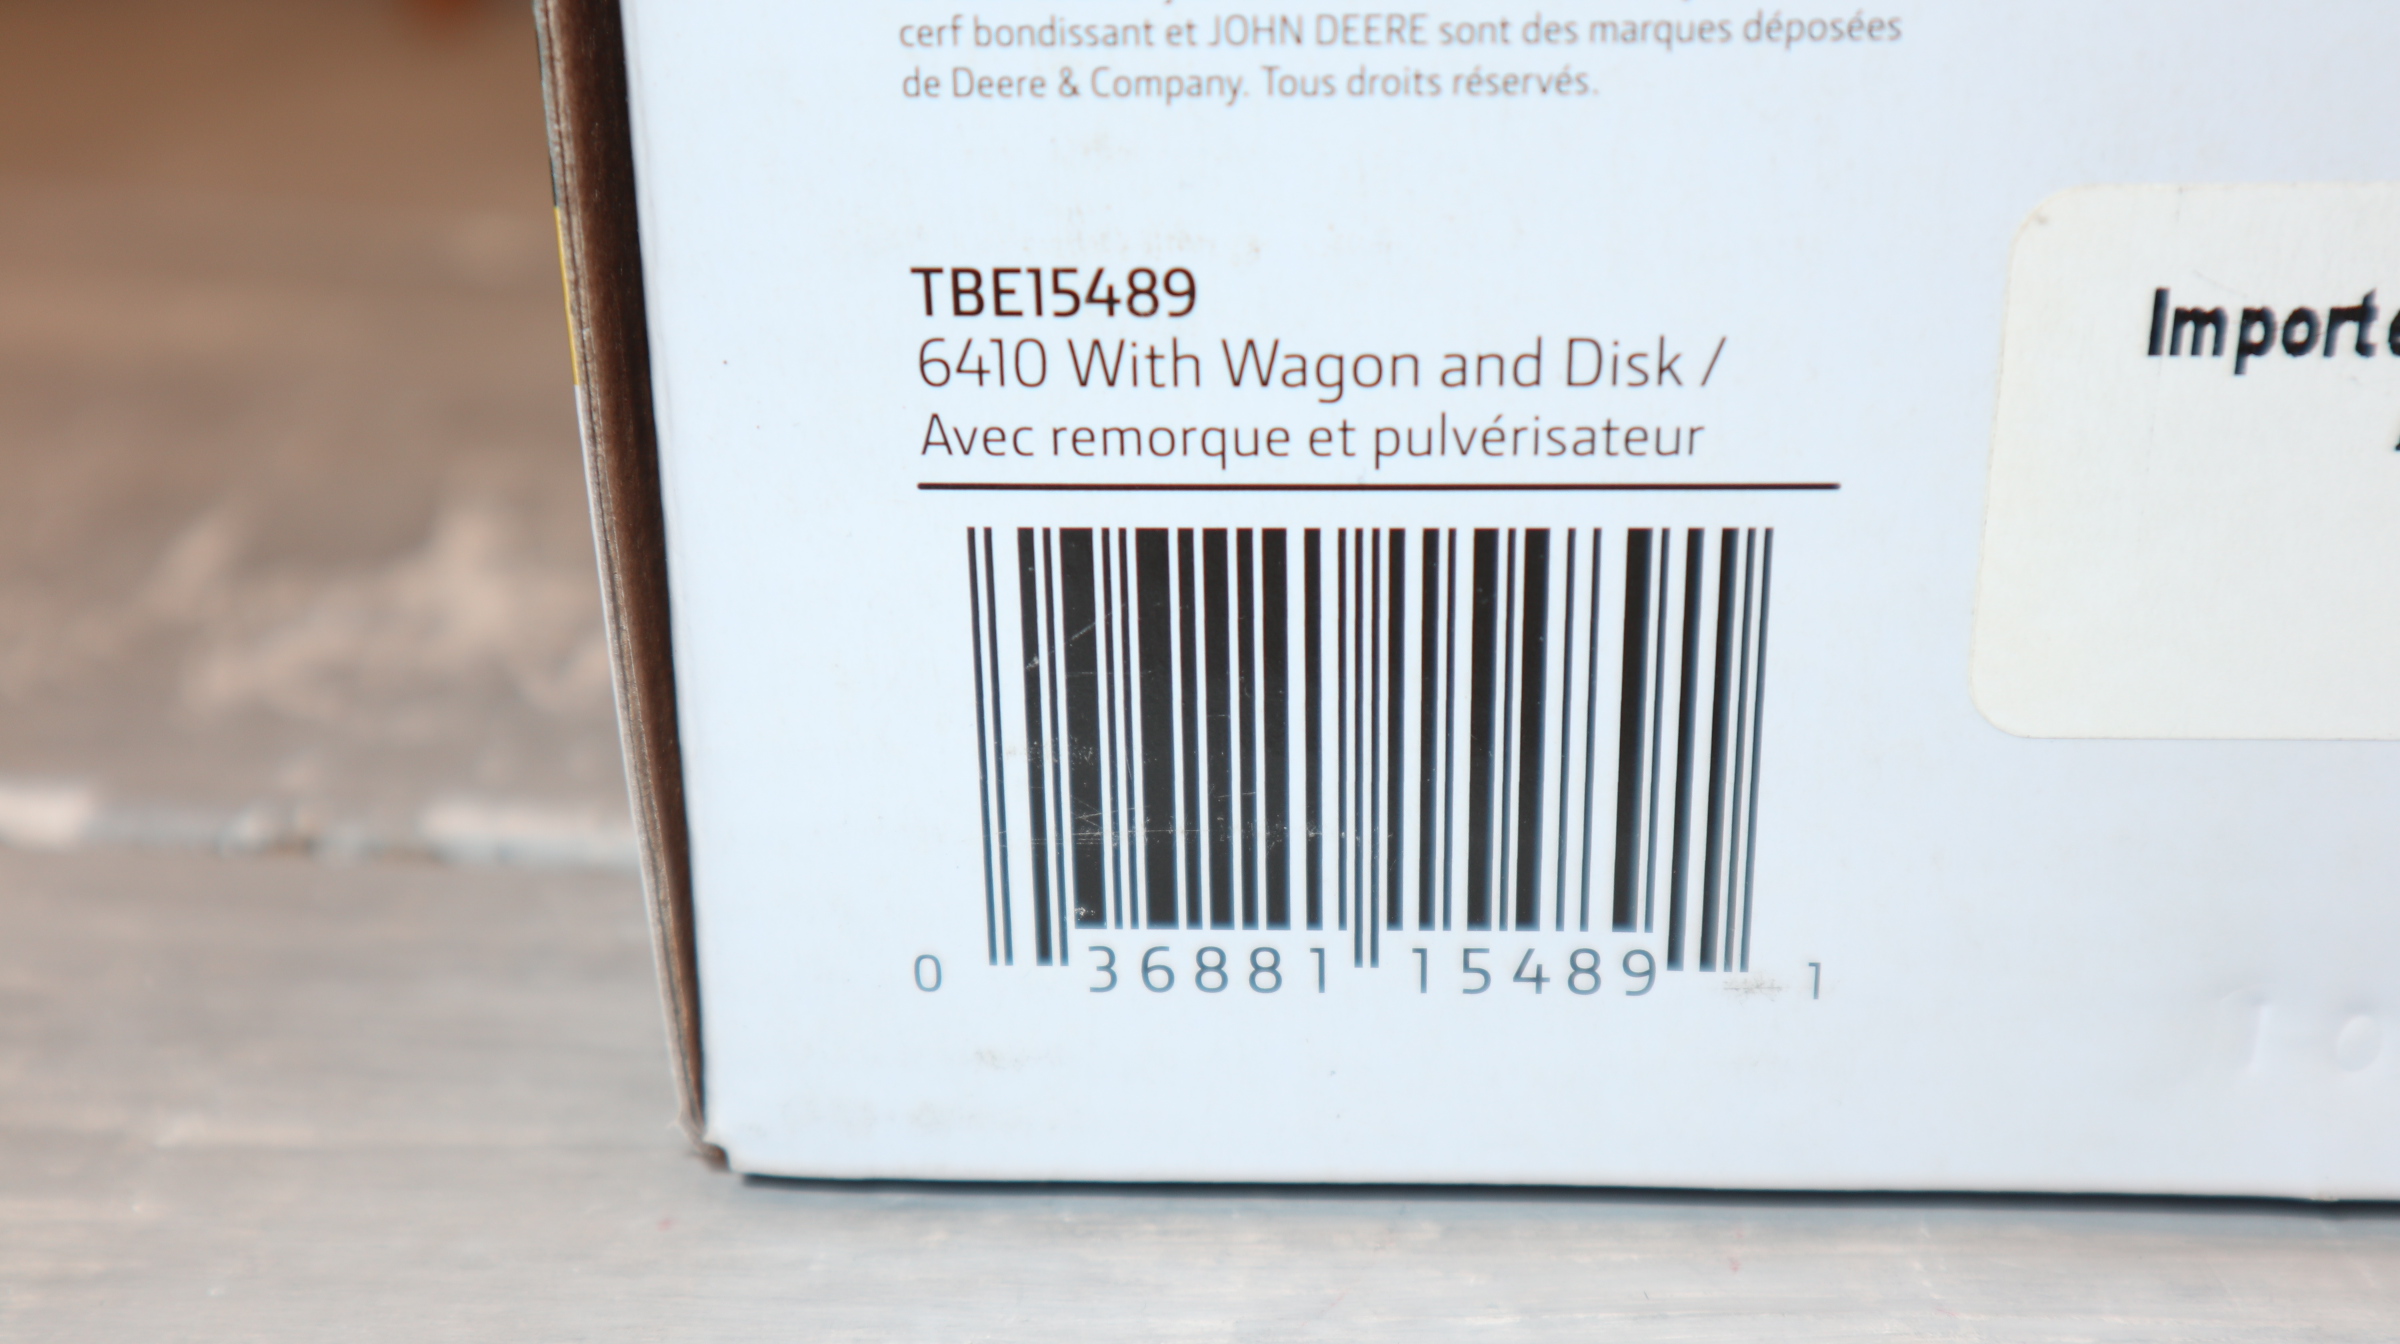 cerf bondissant et JOHN DEERE sont des marques déposées
de Deere & Company. Tous droits réservés.
TBE15489
6410 With Wagon and Disk /
Avec remorque et pulvérisateur
0 36881 15489 1